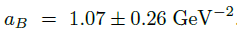 a_B = 1.07 ± 0.26 GeV⁻².